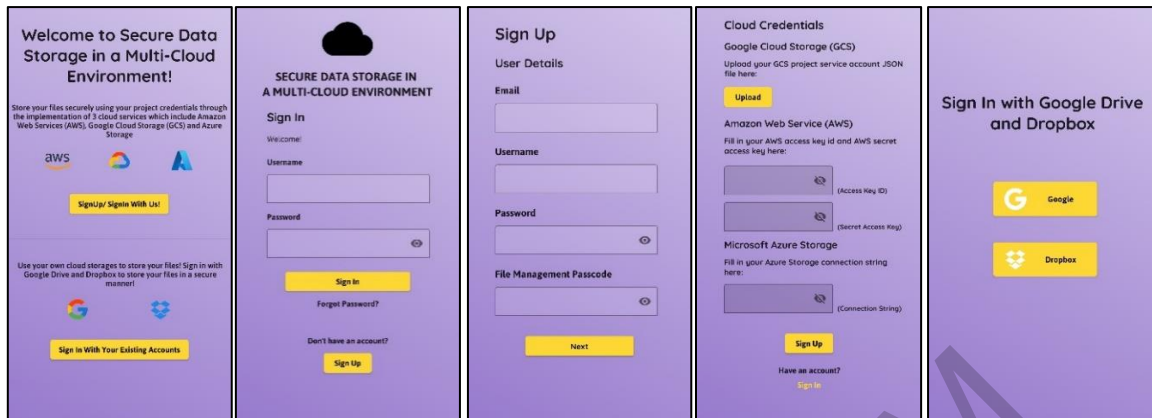 Welcome to Secure Data
Storage in a Multi-Cloud
Environment!
Store your files securely using your project credentials through
the implementation of 3 cloud services which include Amazon
Web Services (AWS), Google Cloud Storage (GCS) and Azure
Storage
aws
SignUp/ SignIn With Us!
Use your own cloud storages to store your files! Sign in with
Google Drive and Dropbox to store your files in a secure
manner!
Sign In With Your Existing Accounts
SECURE DATA STORAGE IN
A MULTI-CLOUD ENVIRONMENT
Sign In
Welcome:
Username
Password
Sign In
Forgot Password?
Don't have an account?
Sign Up
Sign Up
User Details
Email
Username
Password
File Management Passcode
Next
Cloud Credentials
Google Cloud Storage (GCS)
Upload your GCS project service account JSON
file here:
Upload
Amazon Web Service (AWS)
Fill in your AWS access key id and AWS secret
access key here:
(Access Key ID)
(Secret Access Key)
Microsoft Azure Storage
Fill in your Azure Storage connection string
here:
(Connection String)
Sign Up
Have an account?
Sign In
Sign In with Google Drive
and Dropbox
Google
Dropbox